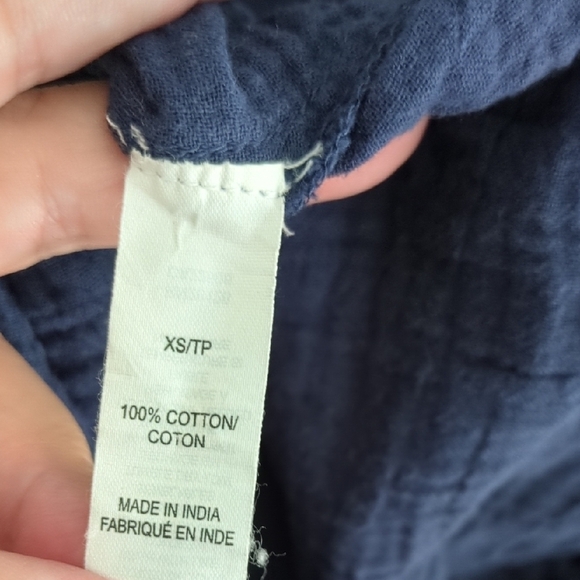 XS/TP
100% COTTON/
COTON
MADE IN INDIA
FABRIQUÉ EN INDE